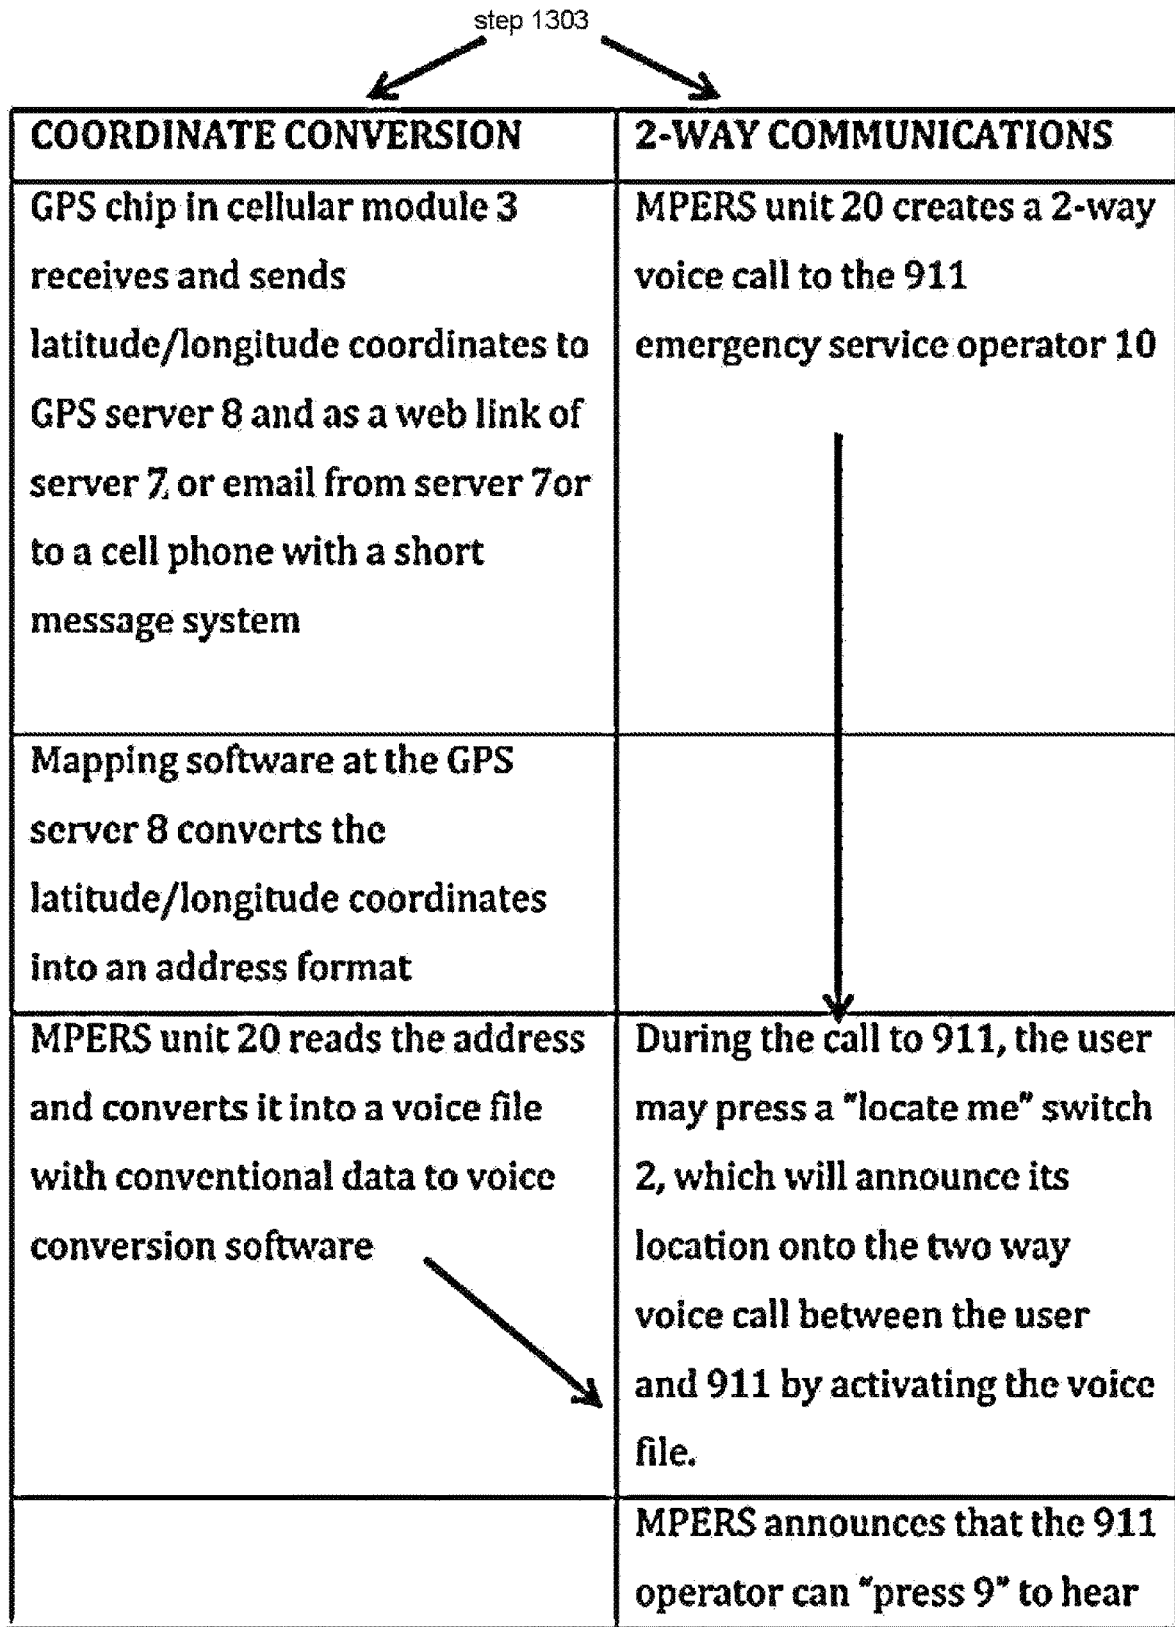 step 1303
COORDINATE CONVERSION
2-WAY COMMUNICATIONS
GPS chip in cellular module 3
receives and sends
latitude/longitude coordinates to
GPS server 8 and as a web link of
server 7, or email from server 7or
to a cell phone with a short
message system
MPERS unit 20 creates a 2-way
voice call to the 911
emergency service operator 10
Mapping software at the GPS
server 8 converts the
latitude/longitude coordinates
into an address format
MPERS unit 20 reads the address
and converts it into a voice file
with conventional data to voice
conversion software
During the call to 911, the user
may press a "locate me" switch
2, which will announce its
location onto the two way
voice call between the user
and 911 by activating the voice
file.
MPERS announces that the 911
operator can "press 9" to hear